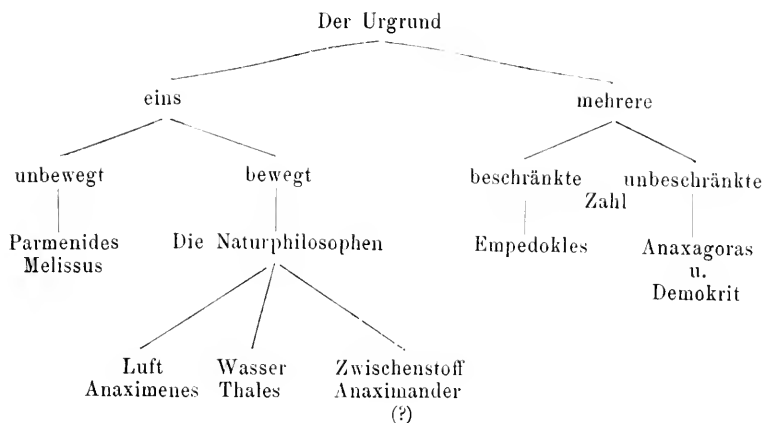 Der Urgrund
eins
mehrere
unbewegt
bewegt
beschränkte
unbeschränkte
Zahl
Parmenides
Melissus
Die Naturphilosophen
Empedokles
Anaxagoras
u.
Demokrit
Luft
Anaximenes
Wasser
Thales
Zwischenstoff
Anaximander
(?)